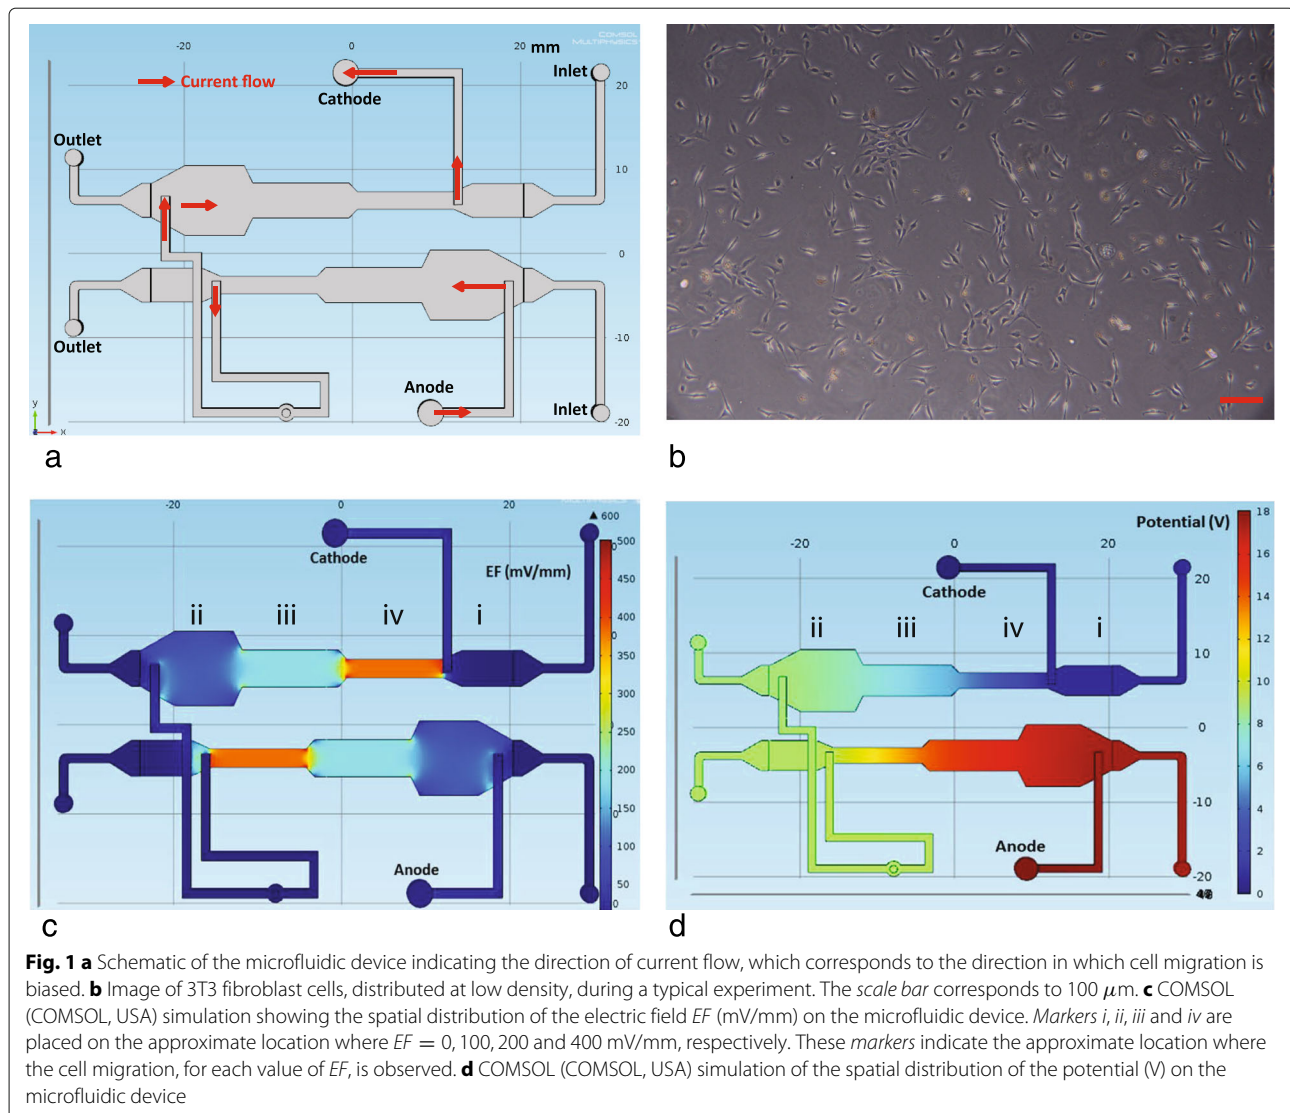 -20 0 20 mm
COMSOL
MULTIPHYSICS
Current flow
Inlet
20
Cathode
Outlet
10
0
-10
Outlet
Anode
Inlet
-20
y
x
a
b
-20 0 20
▲ 600
500
450
400
350
300
250
200
150
100
50
0
EF (mV/mm)
Cathode
ii iii iv i
Anode
c
Potential (V)
18
16
14
12
10
8
6
4
2
0
-20 0 20
20
10
0
-10
-20
Cathode
ii iii iv i
Anode
d
Fig. 1 a Schematic of the microfluidic device indicating the direction of current flow, which corresponds to the direction in which cell migration is
biased. b Image of 3T3 fibroblast cells, distributed at low density, during a typical experiment. The scale bar corresponds to 100 μm. c COMSOL
(COMSOL, USA) simulation showing the spatial distribution of the electric field EF (mV/mm) on the microfluidic device. Markers i, ii, iii and iv are
placed on the approximate location where EF = 0, 100, 200 and 400 mV/mm, respectively. These markers indicate the approximate location where
the cell migration, for each value of EF, is observed. d COMSOL (COMSOL, USA) simulation of the spatial distribution of the potential (V) on the
microfluidic device